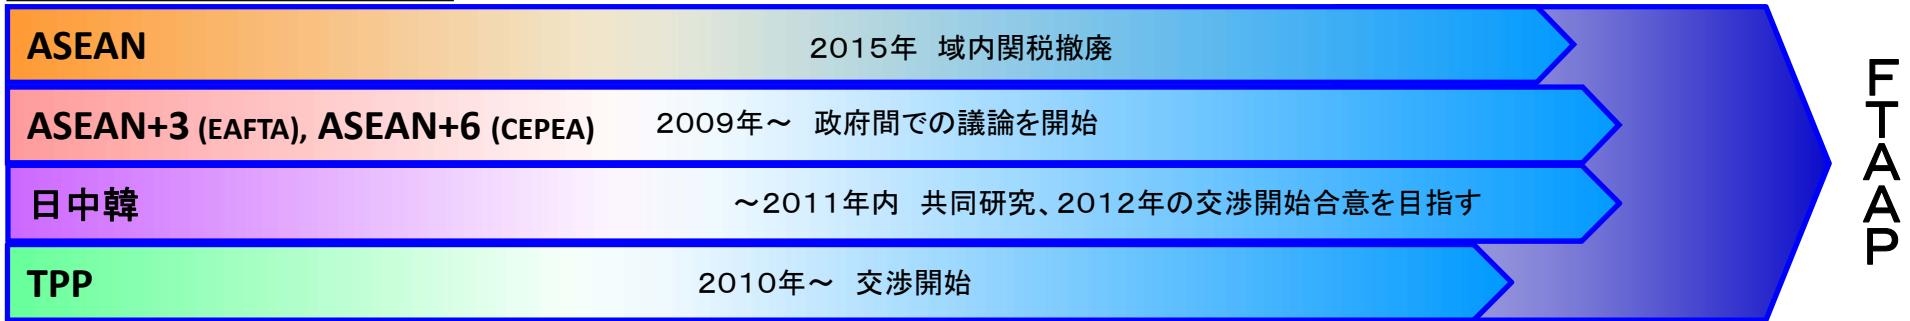 ASEAN 2015年 域内関税撤廃
ASEAN+3 (EAFTA), ASEAN+6 (CEPEA) 2009年～ 政府間での議論を開始
日中韓 ～2011年内 共同研究、2012年の交渉開始合意を目指す
TPP 2010年～ 交渉開始
FTAAP